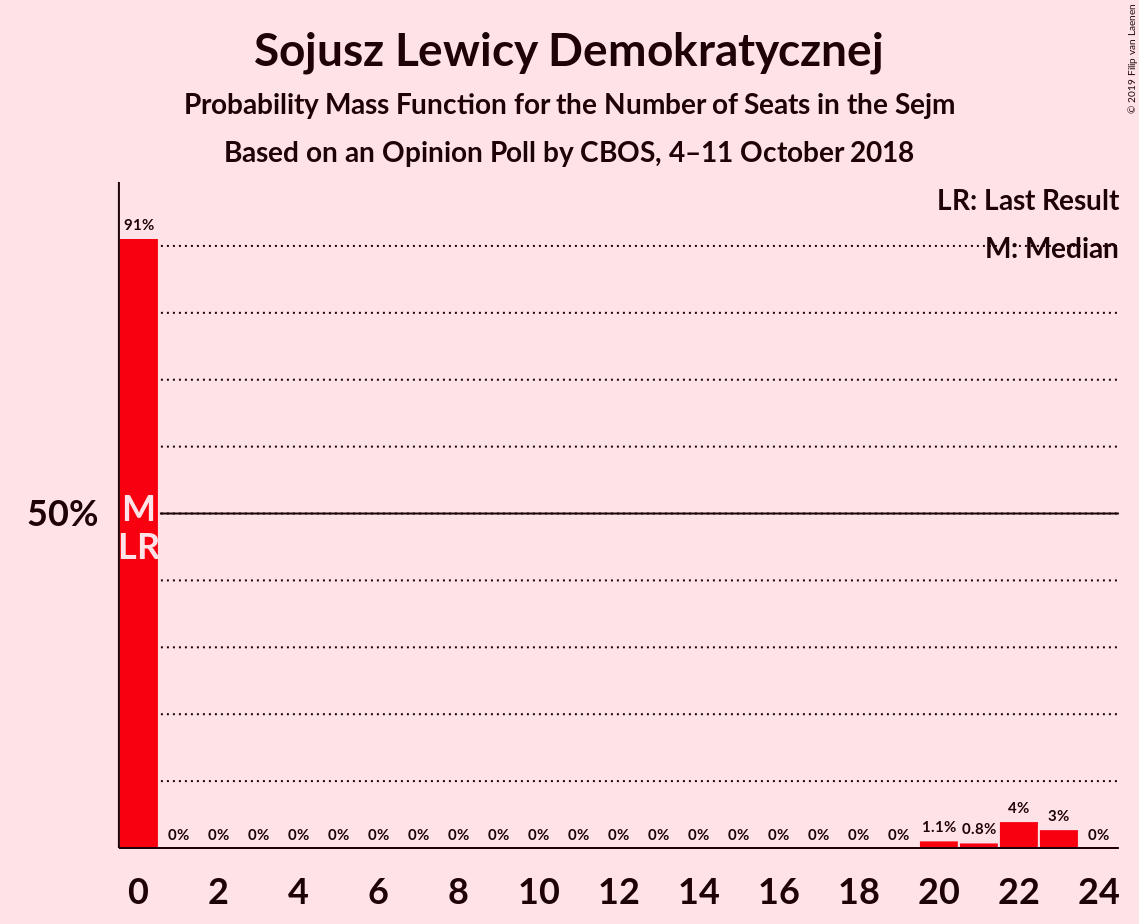 Sojusz Lewicy Demokratycznej
Probability Mass Function for the Number of Seats in the Sejm
Based on an Opinion Poll by CBOS, 4–11 October 2018
© 2019 Filip van Laenen
LR: Last Result
M: Median
91%
50%
M
LR
0% 0% 0% 0% 0% 0% 0% 0% 0% 0% 0% 0% 0% 0% 0% 0% 0% 0% 0% 1.1% 0.8% 4% 3% 0%
0 2 4 6 8 10 12 14 16 18 20 22 24